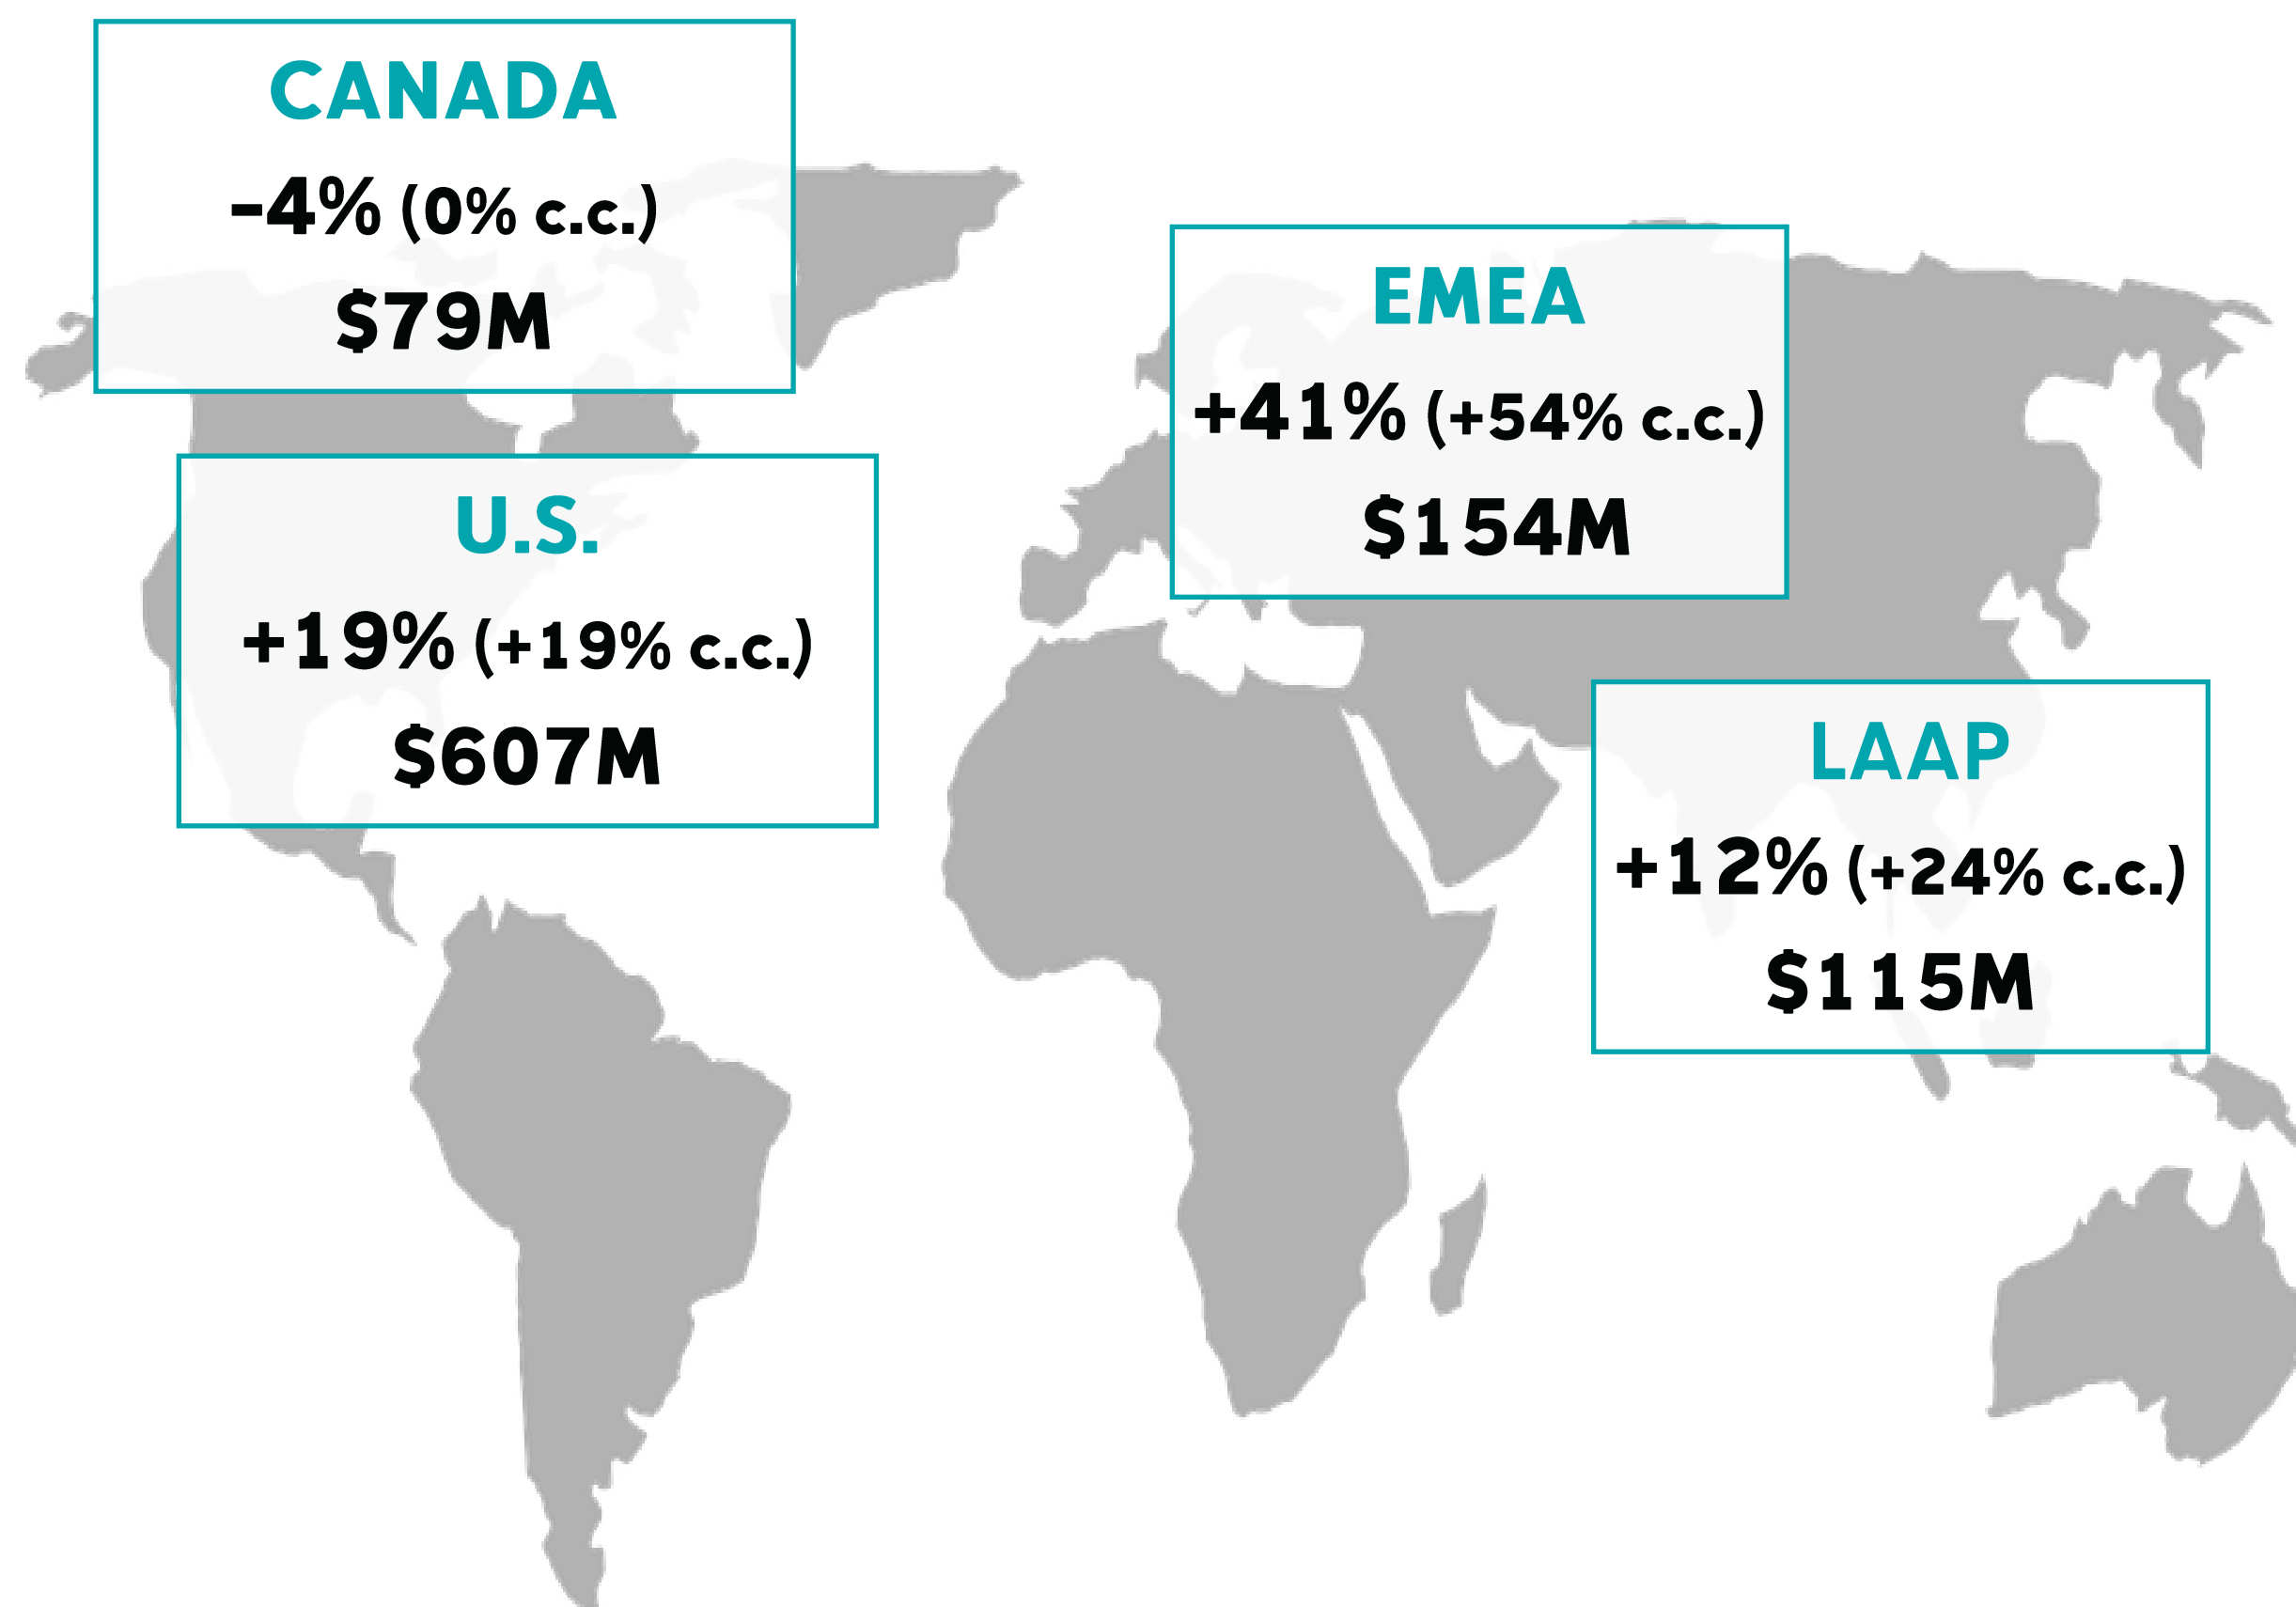 CANADA
-4% (0% c.c.)
$79M
U.S.
+19% (+19% c.c.)
$607M
EMEA
+41% (+54% c.c.)
$154M
LAAP
+12% (+24% c.c.)
$115M